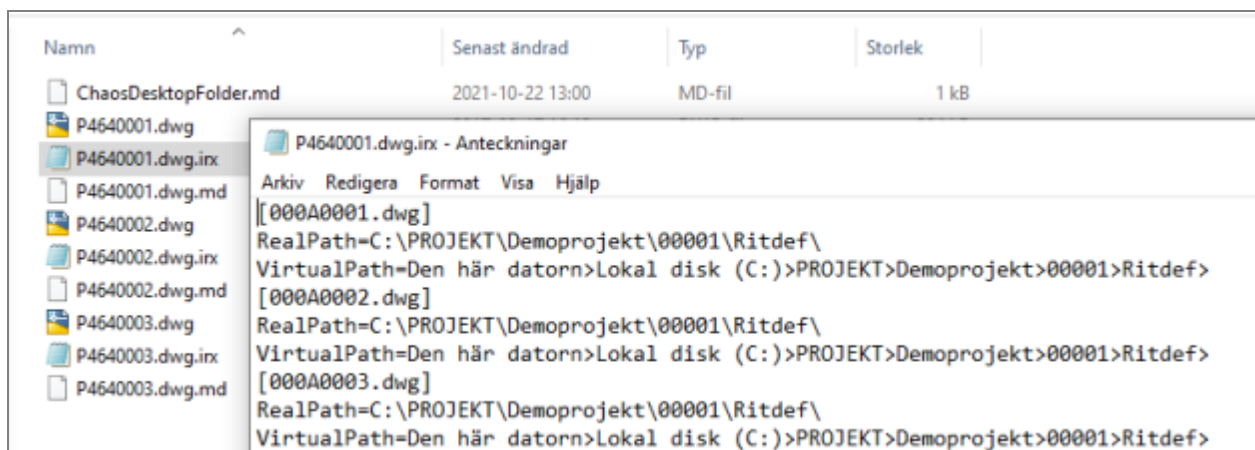 Namn Senast ändrad Typ Storlek
ChaosDesktopFolder.md 2021-10-22 13:00 MD-fil 1 kB
P4640001.dwg
P4640001.dwg.irx
P4640001.dwg.md
P4640002.dwg
P4640002.dwg.irx
P4640002.dwg.md
P4640003.dwg
P4640003.dwg.irx
P4640003.dwg.md
P4640001.dwg.irx - Anteckningar
Arkiv Redigera Format Visa Hjälp
[000A0001.dwg]
RealPath=C:\PROJEKT\Demoprojekt\00001\Ritdef\
VirtualPath=Den här datorn>Lokal disk (C:)>PROJEKT>Demoprojekt>00001>Ritdef>
[000A0002.dwg]
RealPath=C:\PROJEKT\Demoprojekt\00001\Ritdef\
VirtualPath=Den här datorn>Lokal disk (C:)>PROJEKT>Demoprojekt>00001>Ritdef>
[000A0003.dwg]
RealPath=C:\PROJEKT\Demoprojekt\00001\Ritdef\
VirtualPath=Den här datorn>Lokal disk (C:)>PROJEKT>Demoprojekt>00001>Ritdef>